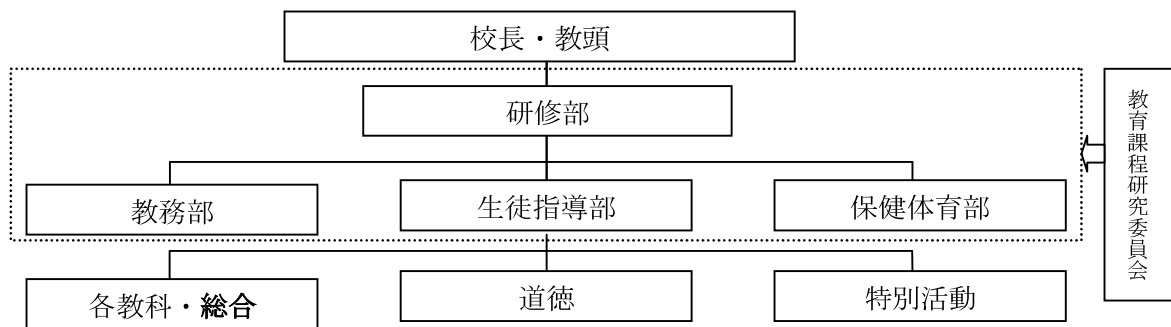 校長・教頭
研修部
教務部
生徒指導部
保健体育部
各教科・総合
道徳
特別活動
教育課程研究委員会